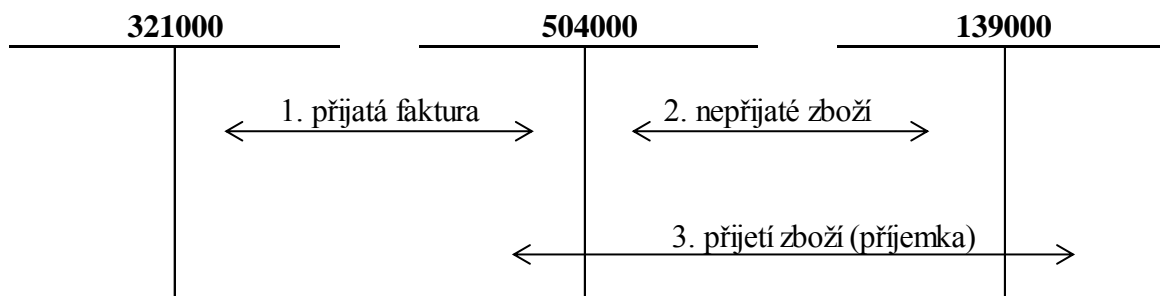 321000 504000 139000
1. přijatá faktura 2. nepřijaté zboží
3. přijetí zboží (příjemka)